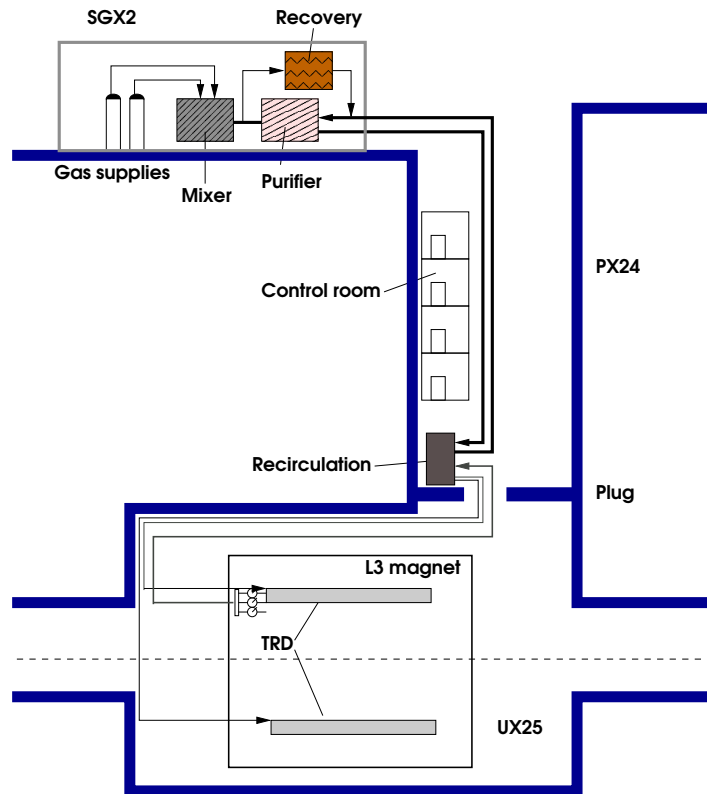 SGX2
Recovery
Gas supplies
Mixer
Purifier
Control room
PX24
Recirculation
Plug
L3 magnet
TRD
UX25